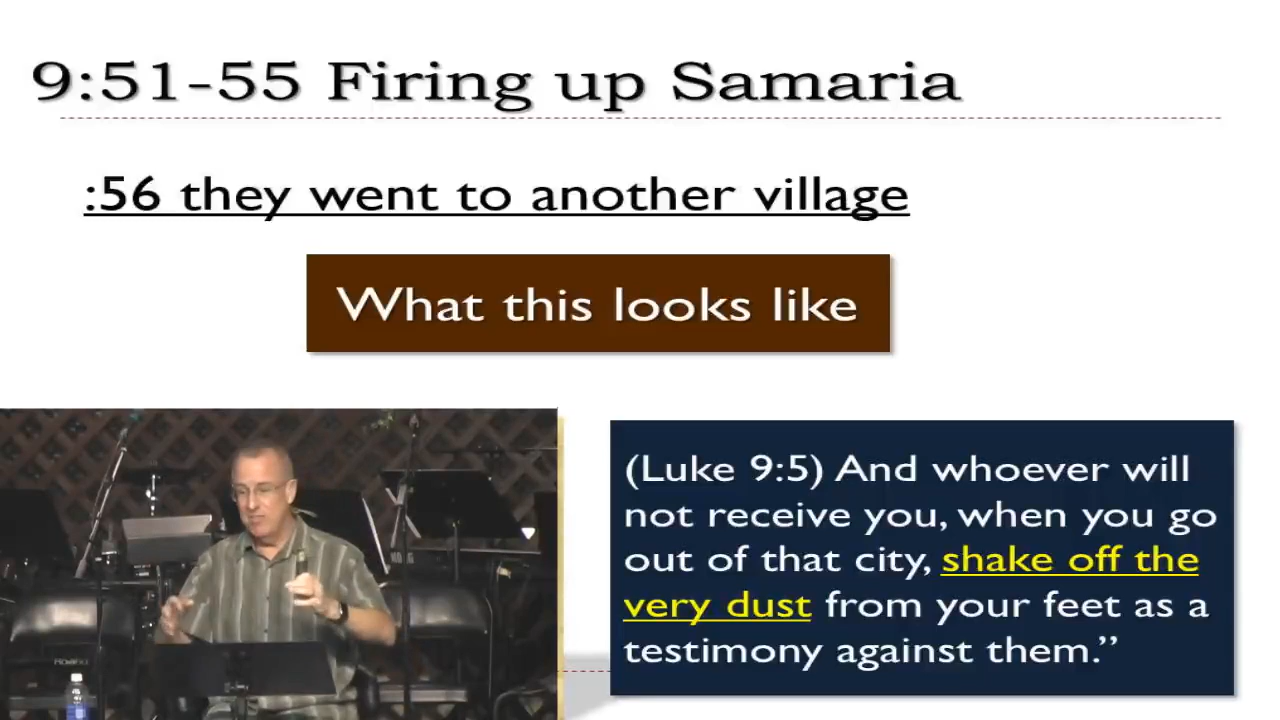 9:51-55 Firing up Samaria
:56 they went to another village
What this looks like
(Luke 9:5) And whoever will
not receive you, when you go
out of that city, shake off the
very dust from your feet as a
testimony against them.”
Roland
KORG